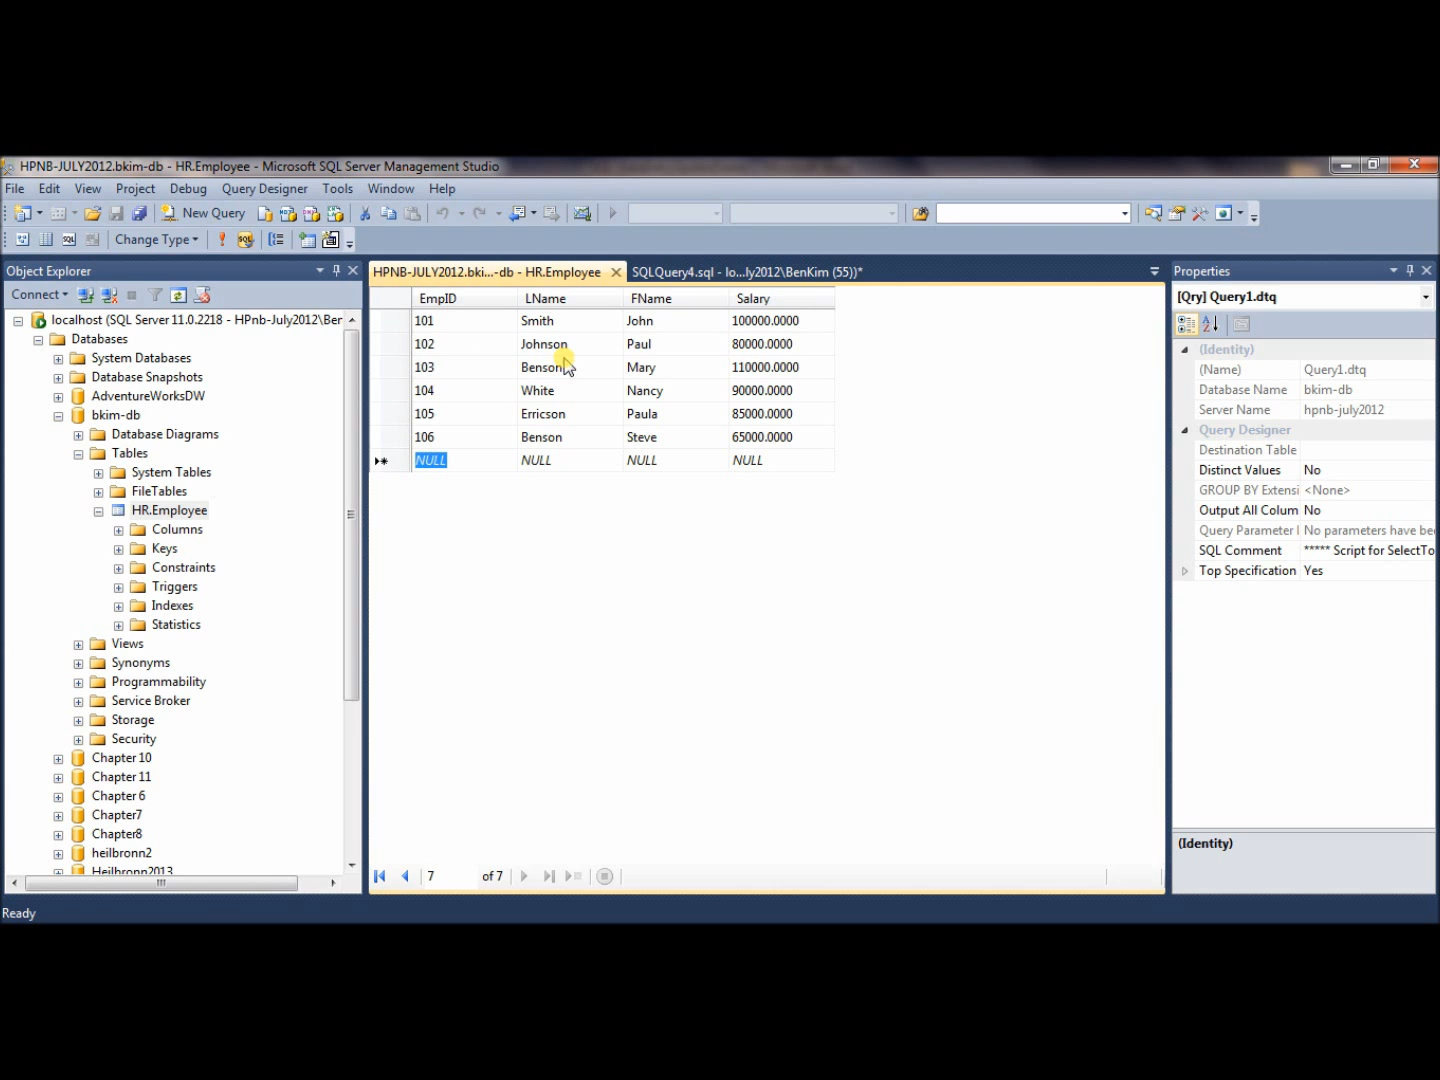 HPNB-JULY2012.bkim-db - HR.Employee - Microsoft SQL Server Management Studio
File Edit View Project Debug Query Designer Tools Window Help
New Query
Change Type
Object Explorer
Connect
localhost (SQL Server 11.0.2218 - HPnb-July2012\Ber
Databases
System Databases
Database Snapshots
AdventureWorksDW
bkim-db
Database Diagrams
Tables
System Tables
FileTables
HR.Employee
Columns
Keys
Constraints
Triggers
Indexes
Statistics
Views
Synonyms
Programmability
Service Broker
Storage
Security
Chapter 10
Chapter 11
Chapter 6
Chapter7
Chapter8
heilbronn2
Heilbronn2013
HPNB-JULY2012.bki...-db - HR.Employee SQLQuery4.sql - lo...ly2012\BenKim (55))*
EmpID LName FName Salary
101 Smith John 100000.0000
102 Johnson Paul 80000.0000
103 Benson Mary 110000.0000
104 White Nancy 90000.0000
105 Erricson Paula 85000.0000
106 Benson Steve 65000.0000
NULL NULL NULL NULL
7 of 7
Properties
[Qry] Query1.dtq
(Identity)
(Name) Query1.dtq
Database Name bkim-db
Server Name hpnb-july2012
Query Designer
Destination Table
Distinct Values No
GROUP BY Extensi <None>
Output All Colum No
Query Parameter No parameters have bee
SQL Comment ***** Script for SelectTo
Top Specification Yes
(Identity)
Ready